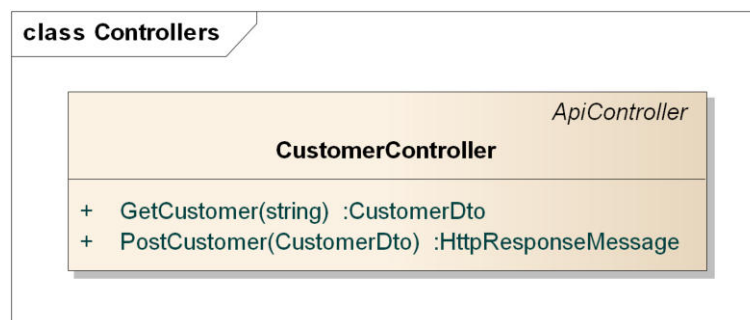 class Controllers
ApiController
CustomerController
+ GetCustomer(string) :CustomerDto
+ PostCustomer(CustomerDto) :HttpResponseMessage